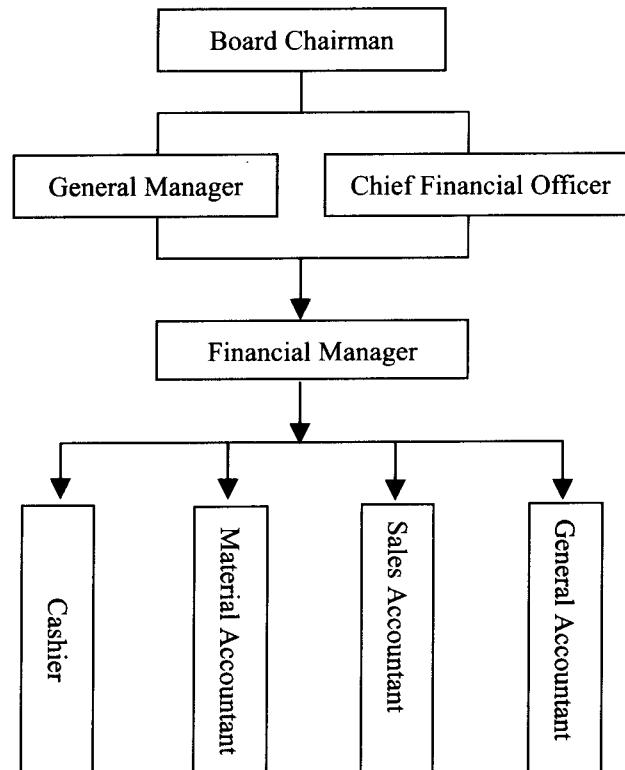 Board Chairman
General Manager
Chief Financial Officer
Financial Manager
Cashier
Material Accountant
Sales Accountant
General Accountant